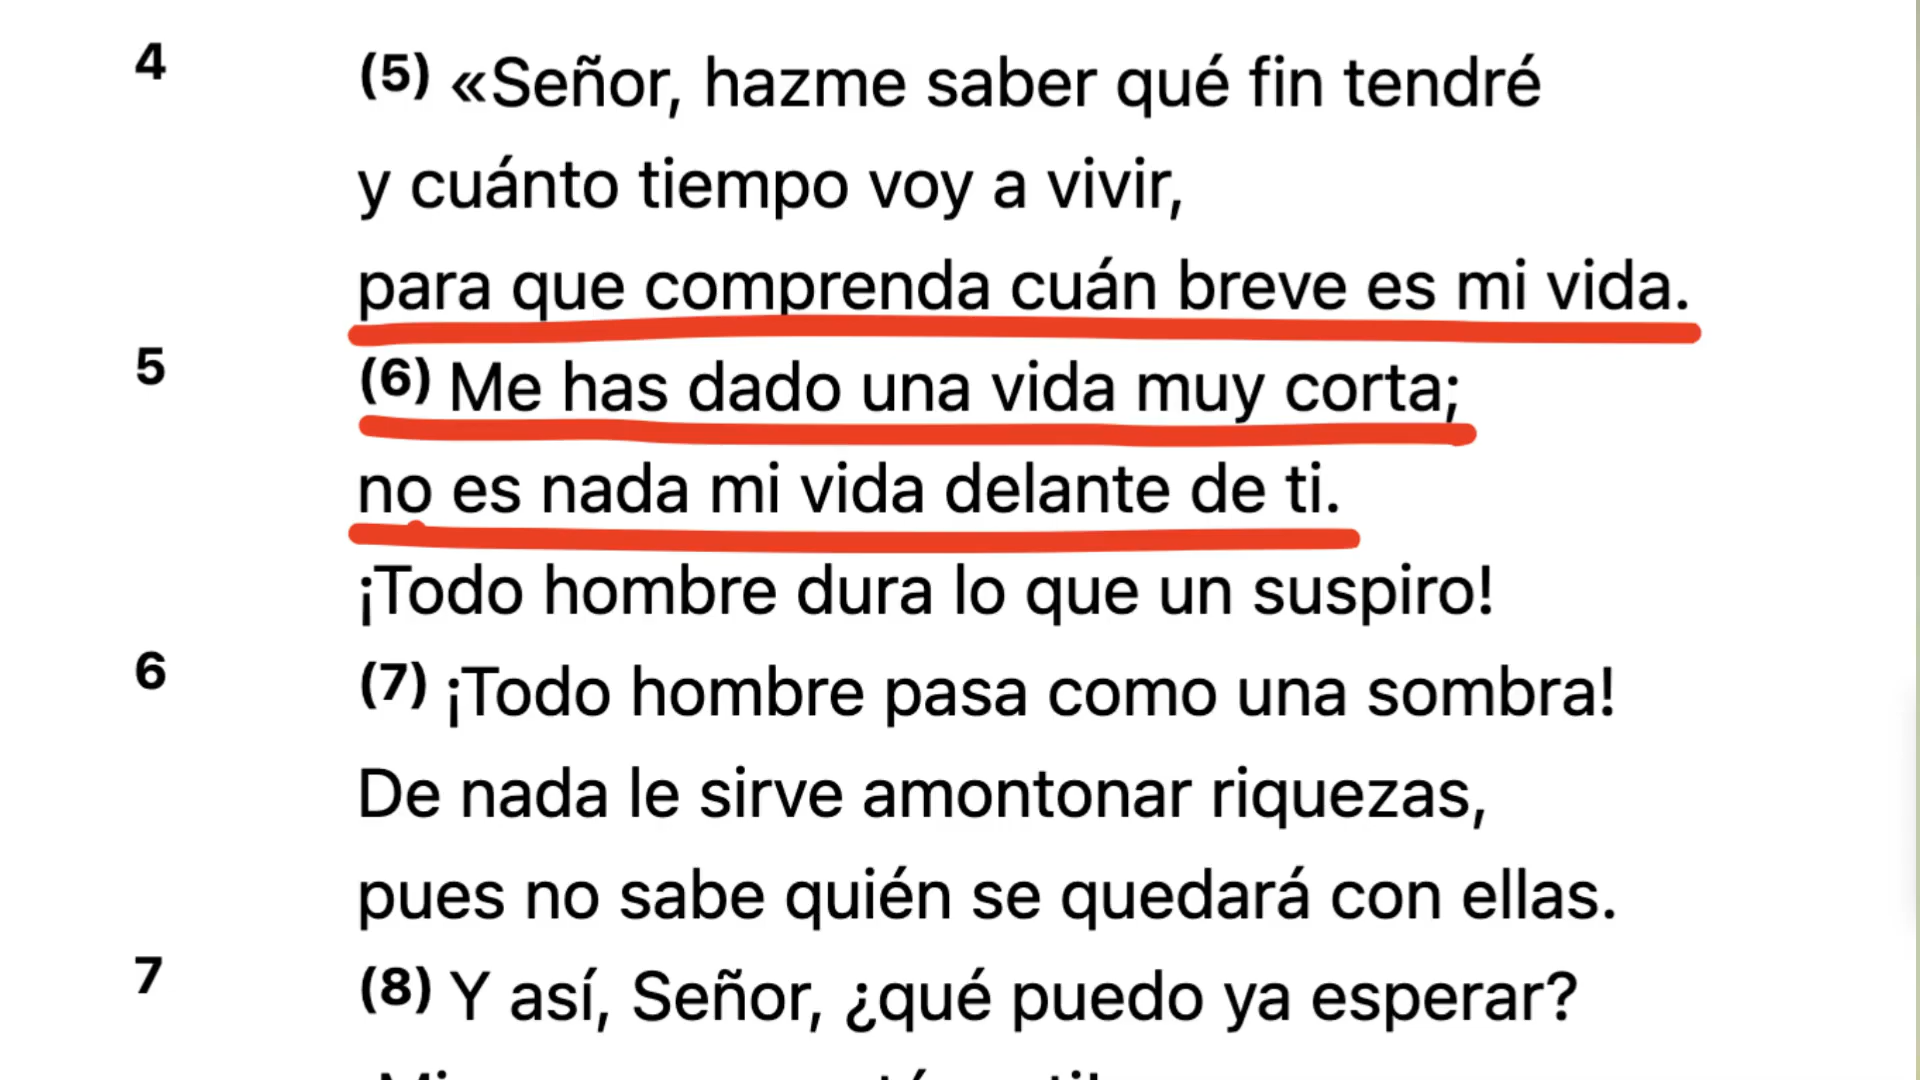 4 (5) «Señor, hazme saber qué fin tendré
y cuánto tiempo voy a vivir,
para que comprenda cuán breve es mi vida.
5 (6) Me has dado una vida muy corta;
no es nada mi vida delante de ti.
¡Todo hombre dura lo que un suspiro!
6 (7) ¡Todo hombre pasa como una sombra!
De nada le sirve amontonar riquezas,
pues no sabe quién se quedará con ellas.
7 (8) Y así, Señor, ¿qué puedo ya esperar?